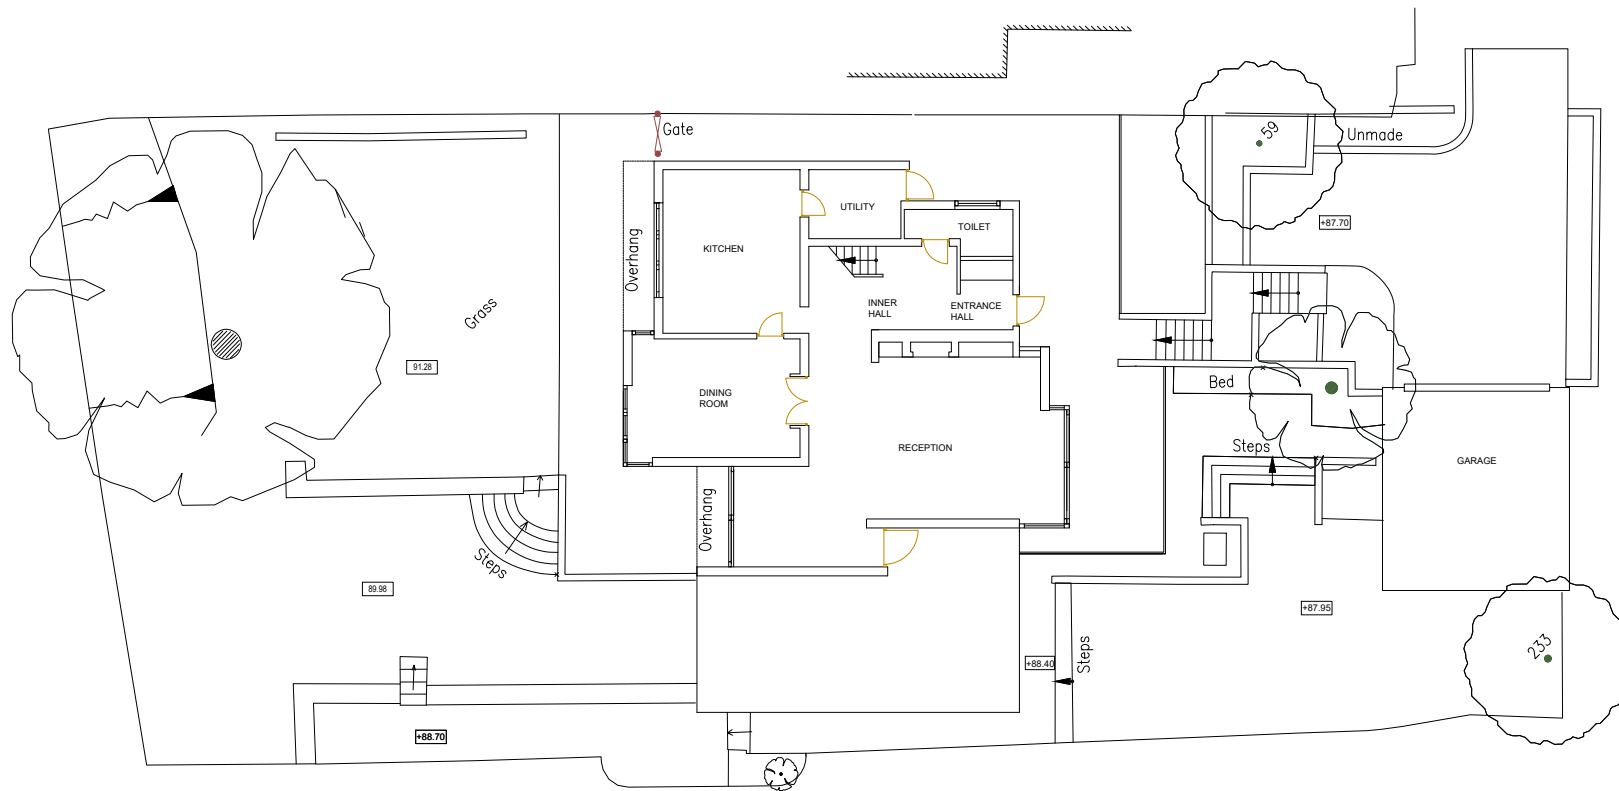 Gate
59
Unmade
UTILITY
TOILET
+87.70
KITCHEN
Overhang
INNER
HALL
ENTRANCE
HALL
Grass
91.28
Bed
DINING
ROOM
RECEPTION
Steps
GARAGE
Overhang
Steps
89.98
+87.95
233
+88.40
Steps
+88.70